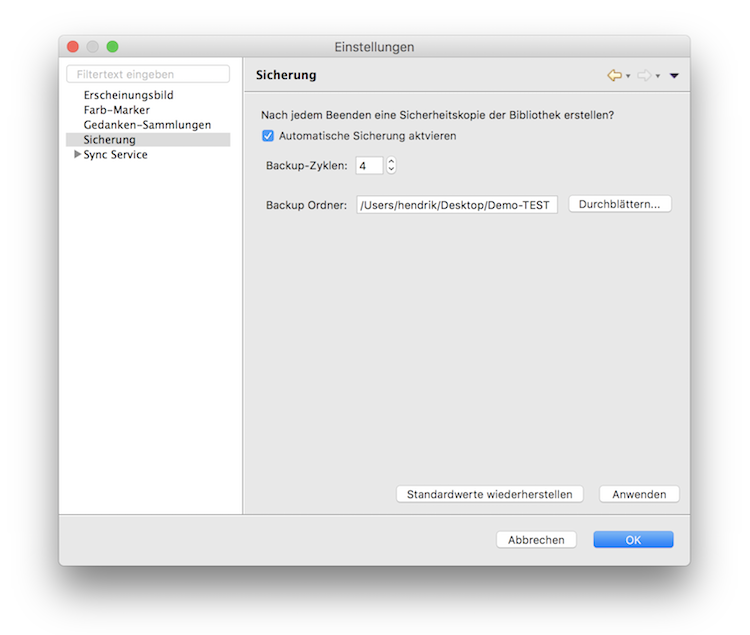 Einstellungen
Filtertext eingeben
Erscheinungsbild
Farb-Marker
Gedanken-Sammlungen
Sicherung
Sync Service
Sicherung
Nach jedem Beenden eine Sicherheitskopie der Bibliothek erstellen?
Automatische Sicherung aktvieren
Backup-Zyklen: 4
Backup Ordner: /Users/hendrik/Desktop/Demo-TEST Durchblättern...
Standardwerte wiederherstellen Anwenden
Abbrechen OK